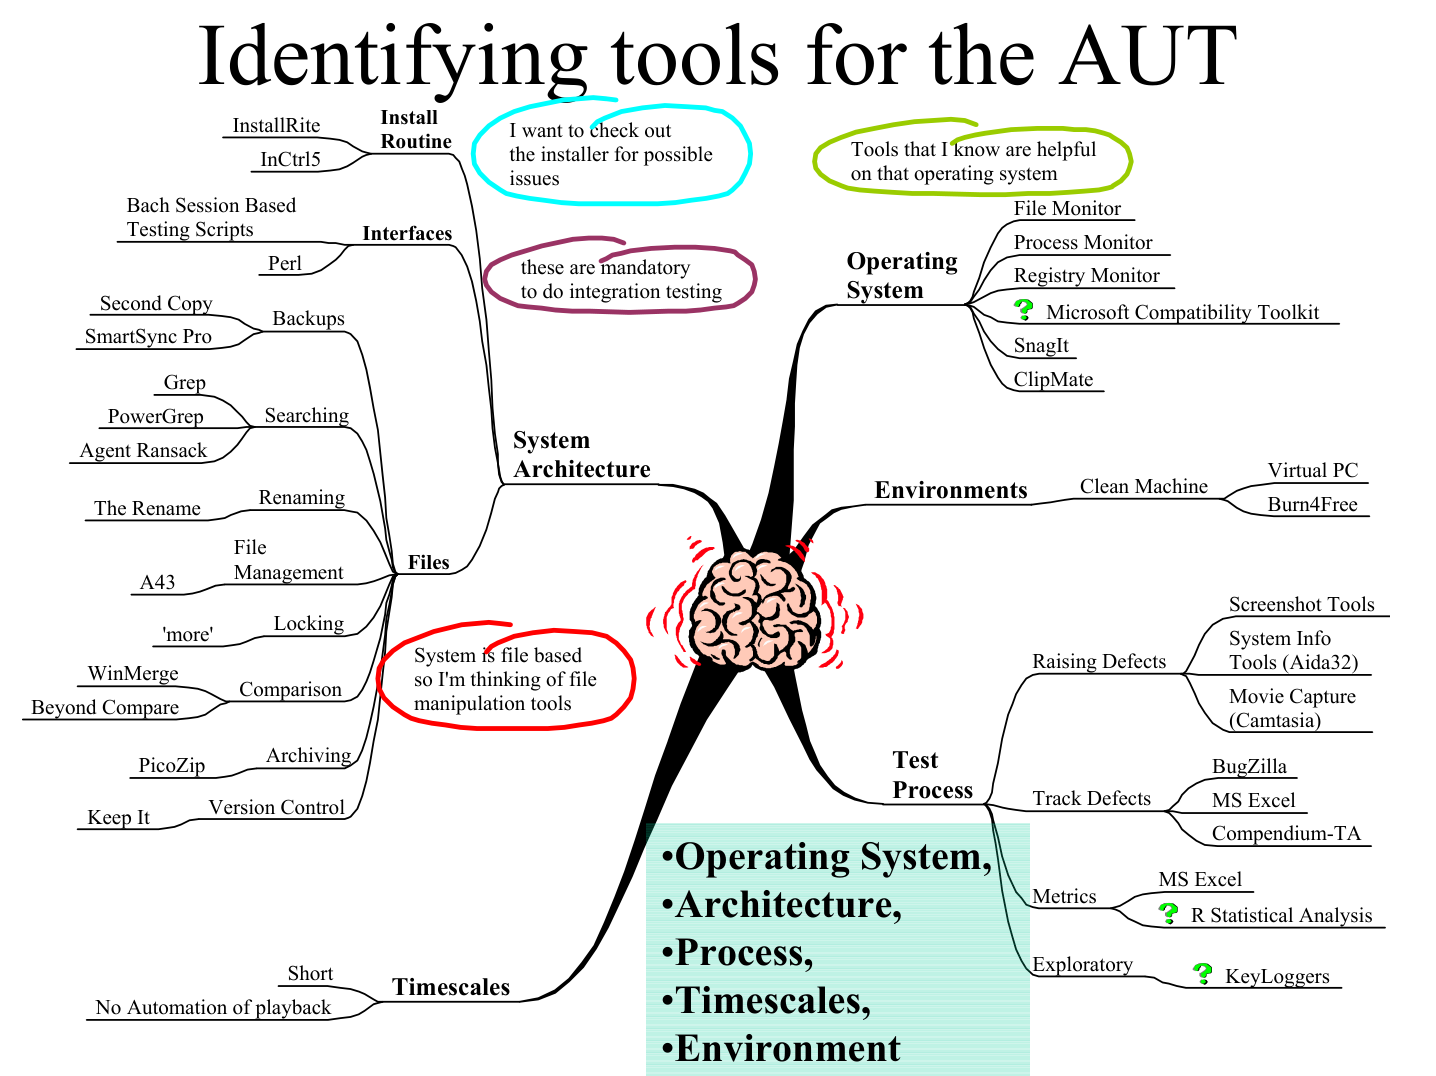 Identifying tools for the AUT
Install
Routine
InstallRite
InCtrl5
I want to check out
the installer for possible
issues
Tools that I know are helpful
on that operating system
Bach Session Based
Testing Scripts
Interfaces
Perl
these are mandatory
to do integration testing
Operating
System
File Monitor
Process Monitor
Registry Monitor
? Microsoft Compatibility Toolkit
SnagIt
ClipMate
Second Copy
SmartSync Pro
Backups
Grep
PowerGrep
Agent Ransack
Searching
System
Architecture
Environments
Clean Machine
Virtual PC
Burn4Free
The Rename
Renaming
File
Management
A43
Files
'more'
Locking
WinMerge
Beyond Compare
Comparison
System is file based
so I'm thinking of file
manipulation tools
PicoZip
Archiving
Keep It
Version Control
Raising Defects
Screenshot Tools
System Info
Tools (Aida32)
Movie Capture
(Camtasia)
Test
Process
Track Defects
BugZilla
MS Excel
Compendium-TA
Metrics
MS Excel
? R Statistical Analysis
Exploratory
? KeyLoggers
Short
No Automation of playback
Timescales
•Operating System,
•Architecture,
•Process,
•Timescales,
•Environment